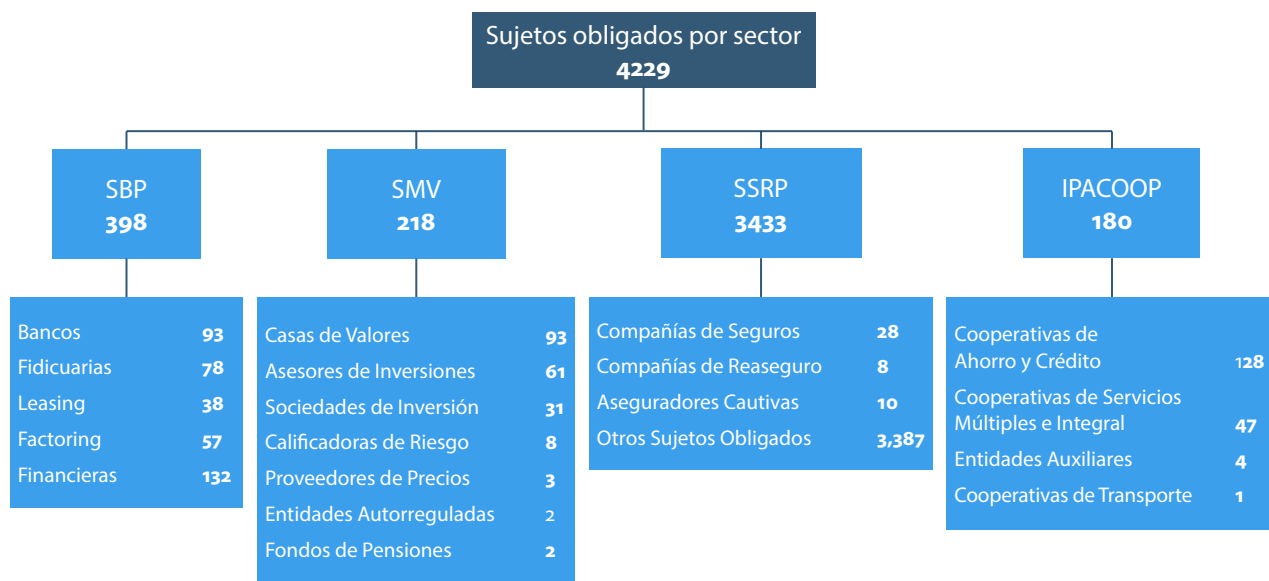 Sujetos obligados por sector
4229
SBP
398
SMV
218
SSRP
3433
IPACOOP
180
Bancos 93
Fidicuarias 78
Leasing 38
Factoring 57
Financieras 132
Casas de Valores 93
Asesores de Inversiones 61
Sociedades de Inversión 31
Calificadoras de Riesgo 8
Proveedores de Precios 3
Entidades Autorreguladas 2
Fondos de Pensiones 2
Compañías de Seguros 28
Compañías de Reaseguro 8
Aseguradores Cautivas 10
Otros Sujetos Obligados 3,387
Cooperativas de
Ahorro y Crédito 128
Cooperativas de Servicios
Múltiples e Integral 47
Entidades Auxiliares 4
Cooperativas de Transporte 1